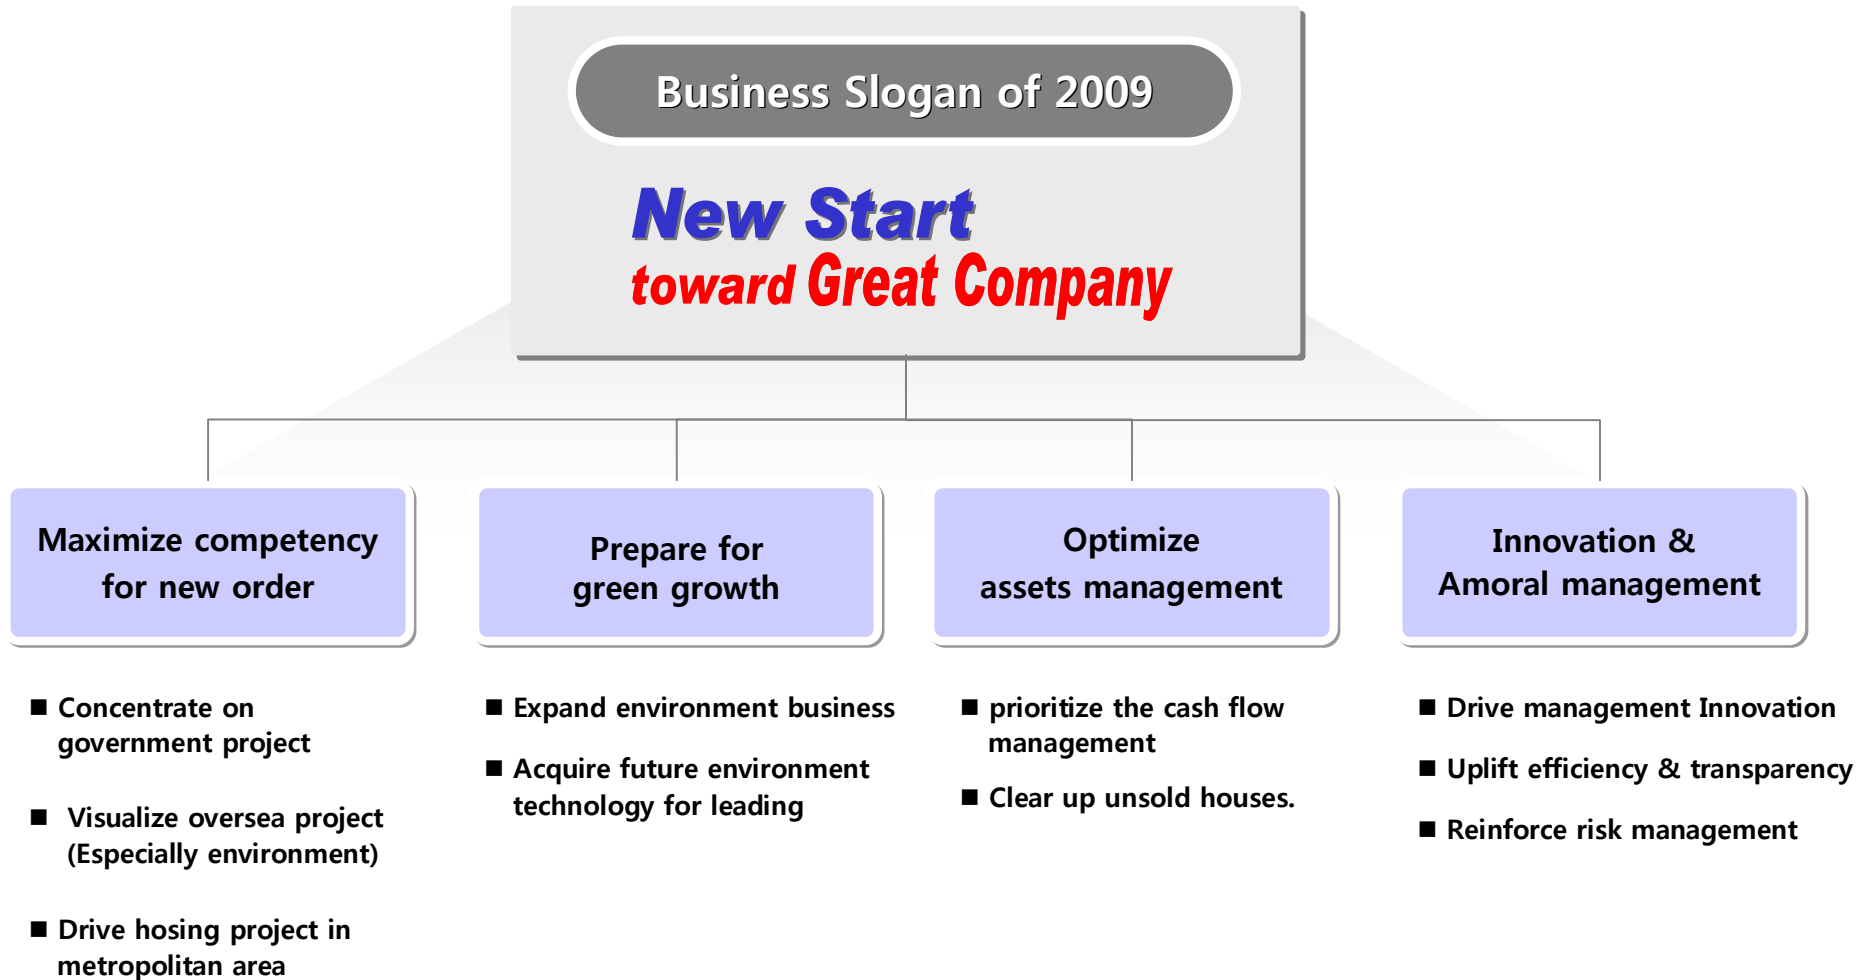 Business Slogan of 2009
New Start
toward Great Company
Maximize competency
for new order
■ Concentrate on
government project
■ Visualize oversea project
(Especially environment)
■ Drive hosing project in
metropolitan area
Prepare for
green growth
■ Expand environment business
■ Acquire future environment
technology for leading
Optimize
assets management
■ prioritize the cash flow
management
■ Clear up unsold houses.
Innovation &
Amoral management
■ Drive management Innovation
■ Uplift efficiency & transparency
■ Reinforce risk management